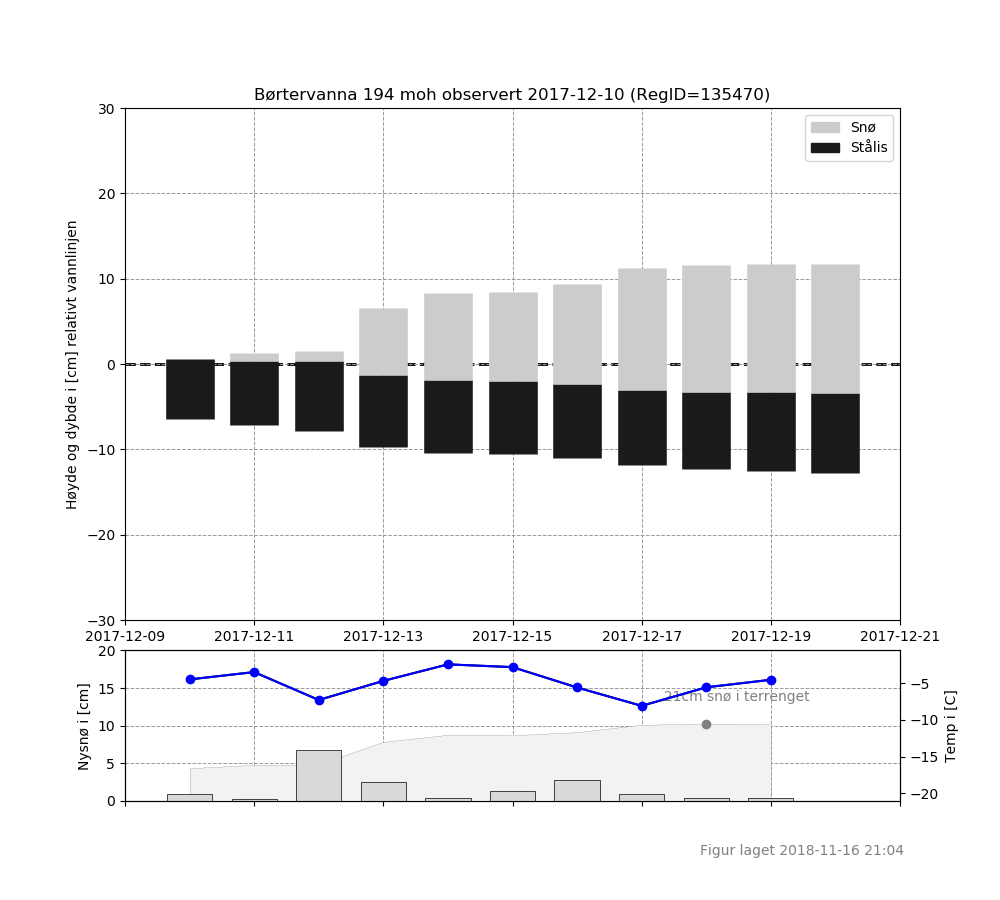 Børtervanna 194 moh observert 2017-12-10 (RegID=135470)
30
20
10
0
−10
−20
−30
Høyde og dybde i [cm] relativt vannlinjen
Snø
Stålis
2017-12-09 2017-12-11 2017-12-13 2017-12-15 2017-12-17 2017-12-19 2017-12-21
20
15
10
5
0
Nysnø i [cm]
21cm snø i terrenget
−5
−10
−15
−20
Temp i [C]
Figur laget 2018-11-16 21:04